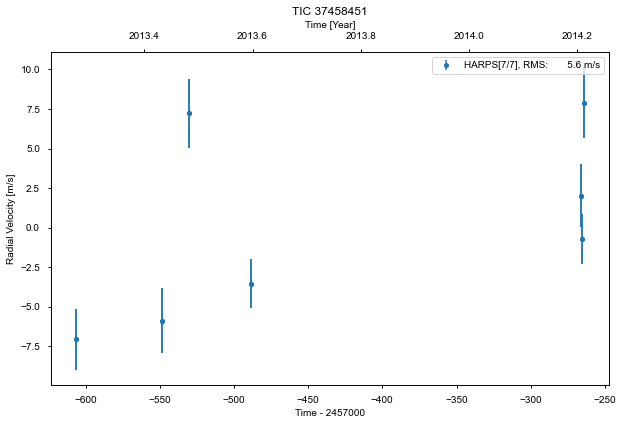 TIC 37458451
Time [Year]
2013.4 2013.6 2013.8 2014.0 2014.2
HARPS[7/7], RMS: 5.6 m/s
10.0
7.5
5.0
2.5
0.0
−2.5
−5.0
−7.5
Radial Velocity [m/s]
−600 −550 −500 −450 −400 −350 −300 −250
Time - 2457000